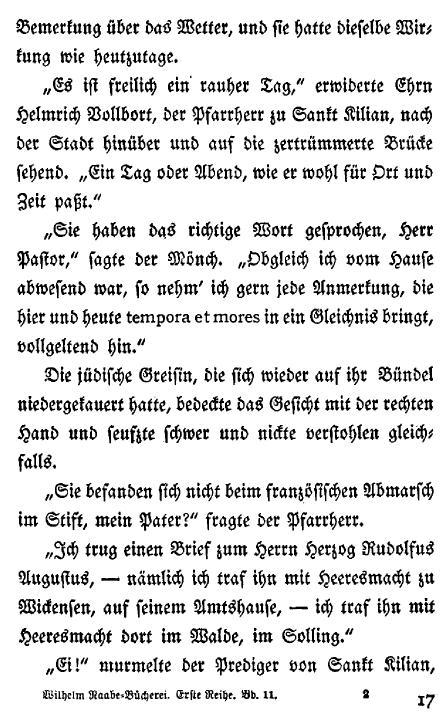 Bemerkung über das Wetter, und sie hatte dieselbe Wir⸗
kung wie heutzutage.
„Es ist freilich ein rauher Tag,“ erwiderte Ehrn
Helmrich Vollbort, der Pfarrherr zu Sankt Kilian, nach
der Stadt hinüber und auf die zertrümmerte Brücke
sehend. „Ein Tag oder Abend, wie er wohl für Ort und
Zeit paßt.“
„Sie haben das richtige Wort gesprochen, Herr
Pastor,“ sagte der Mönch. „Obgleich ich vom Hause
abwesend war, so nehm’ ich gern jede Anmerkung, die
hier und heute tempora et mores in ein Gleichnis bringt,
vollgeltend hin.“
Die jüdische Greisin, die sich wieder auf ihr Bündel
niedergekauert hatte, bedeckte das Gesicht mit der rechten
Hand und seufzte schwer und nickte verstohlen gleich⸗
falls.
„Sie befanden sich nicht beim französischen Abmarsch
im Stift, mein Pater?“ fragte der Pfarrherr.
„Ich trug einen Brief zum Herrn Herzog Rudolfus
Augustus, — nämlich ich traf ihn mit Heeresmacht zu
Wickensen, auf seinem Amtshause, — ich traf ihn mit
Heeresmacht dort im Walde, im Solling.“
„Ei!“ murmelte der Prediger von Sankt Kilian,
Wilhelm Raabe⸗Bücherei. Erste Reihe. Bd. 11. 2 17